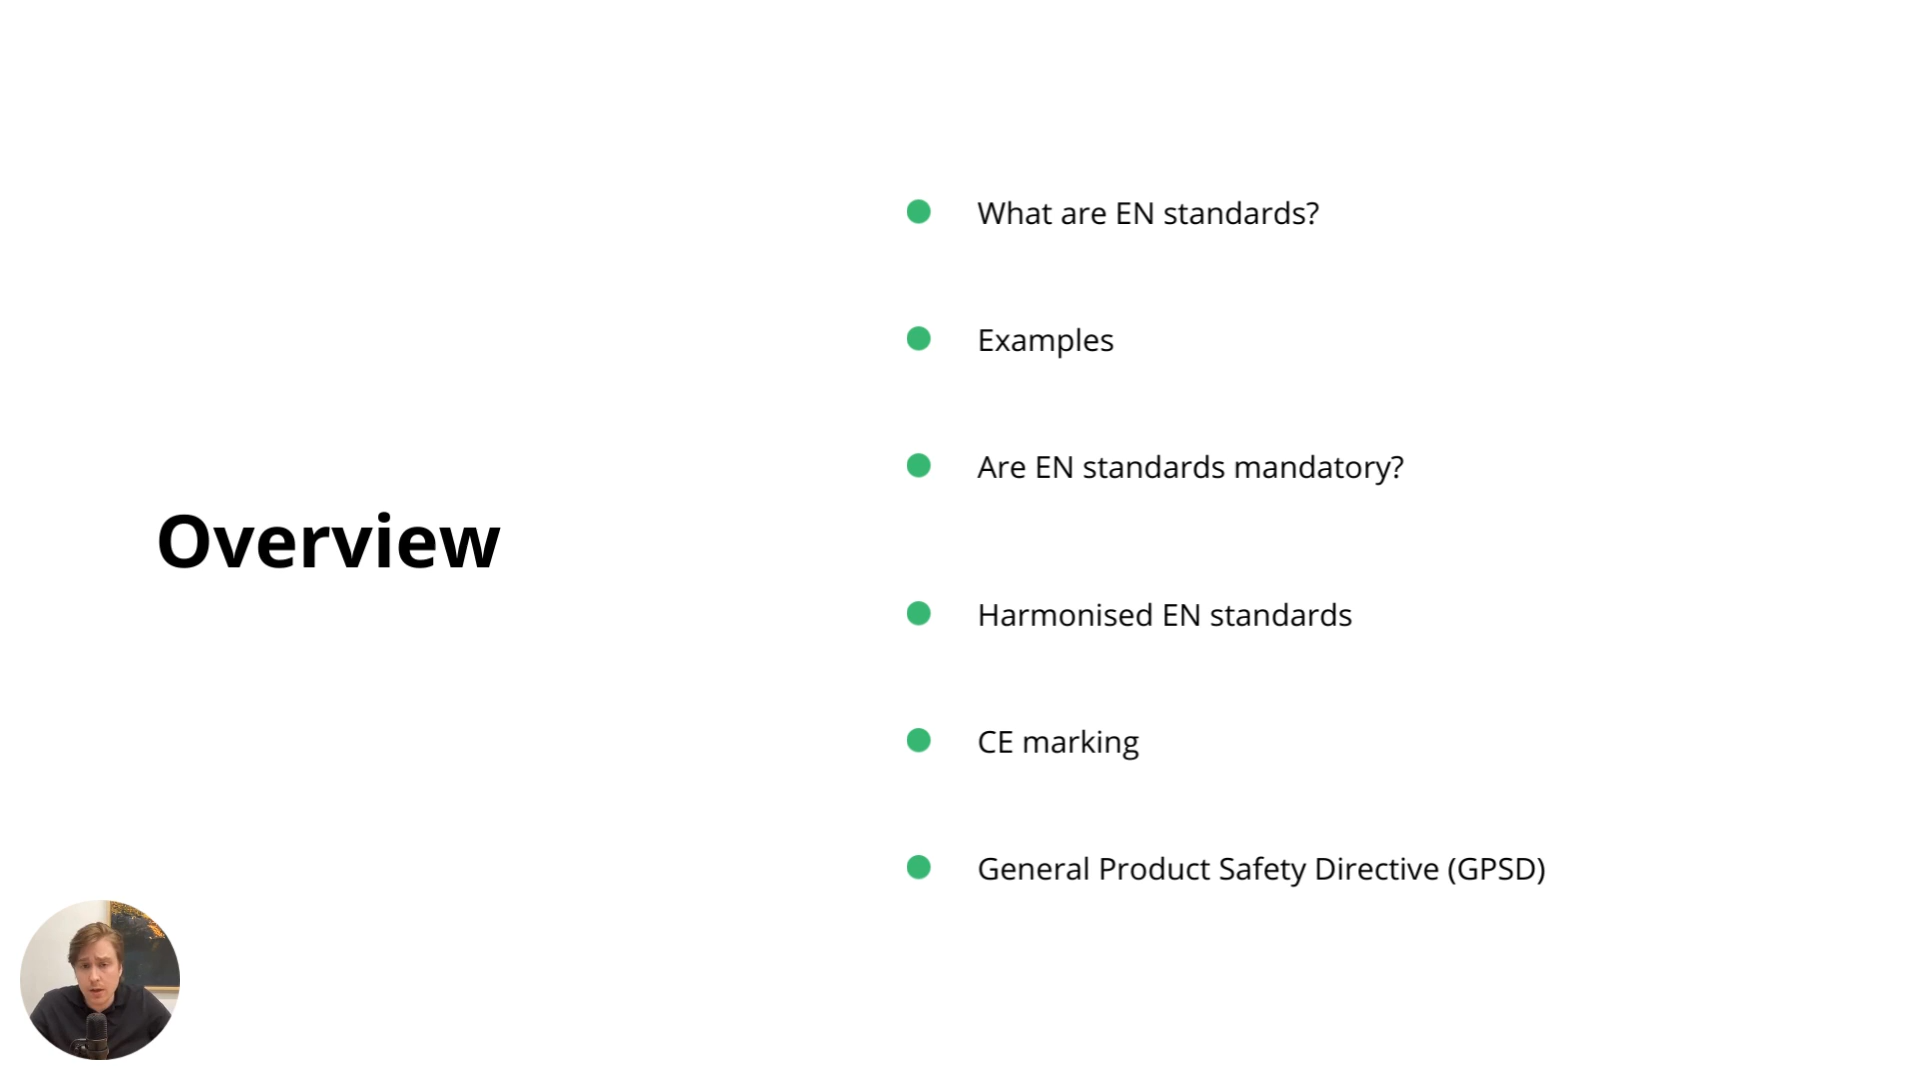 Overview
What are EN standards?
Examples
Are EN standards mandatory?
Harmonised EN standards
CE marking
General Product Safety Directive (GPSD)